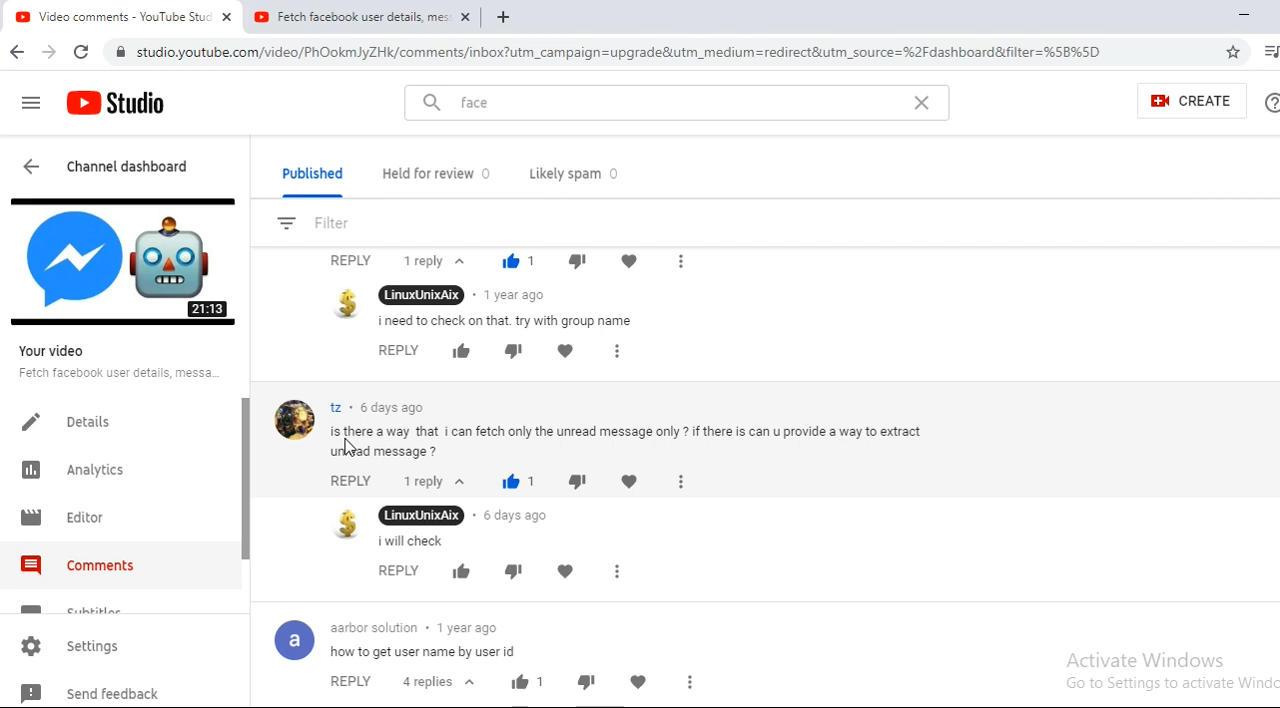 Video comments - YouTube Stud
Fetch facebook user details, mess
studio.youtube.com/video/PhOokmJyZHk/comments/inbox?utm_campaign=upgrade&utm_medium=redirect&utm_source=%2Fdashboard&filter=%5B%5D
Studio
face
CREATE
Channel dashboard
Published
Held for review 0
Likely spam 0
Filter
21:13
Your video
Fetch facebook user details, messa...
Details
Analytics
Editor
Comments
Subtitles
Settings
Send feedback
REPLY 1 reply 1
LinuxUnixAix • 1 year ago
i need to check on that. try with group name
REPLY
tz • 6 days ago
is there a way that i can fetch only the unread message only ? if there is can u provide a way to extract
unread message ?
REPLY 1 reply 1
LinuxUnixAix • 6 days ago
i will check
REPLY
a
aarbor solution • 1 year ago
how to get user name by user id
REPLY 4 replies 1
Activate Windows
Go to Settings to activate Windo